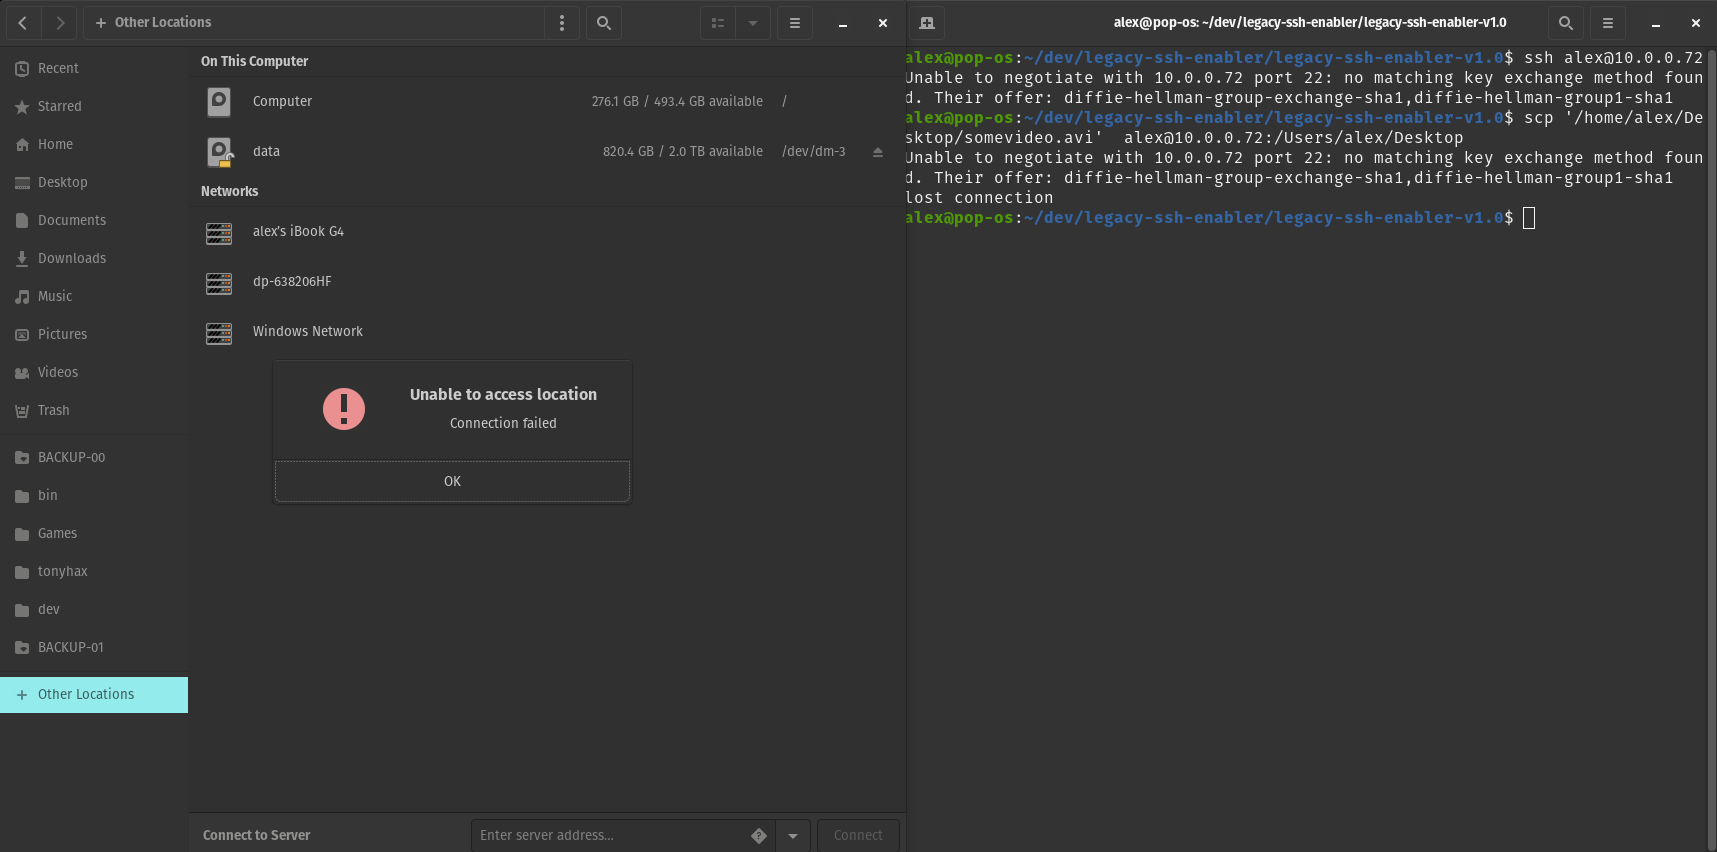 Other Locations
Recent
Starred
Home
Desktop
Documents
Downloads
Music
Pictures
Videos
Trash
BACKUP-00
bin
Games
tonyhax
dev
BACKUP-01
Other Locations
On This Computer
Computer 276.1 GB / 493.4 GB available /
data 820.4 GB / 2.0 TB available /dev/dm-3
Networks
alex's iBook G4
dp-638206HF
Windows Network
Unable to access location
Connection failed
OK
Connect to Server Enter server address... Connect
alex@pop-os: ~/dev/legacy-ssh-enabler/legacy-ssh-enabler-v1.0
alex@pop-os:~/dev/legacy-ssh-enabler/legacy-ssh-enabler-v1.0$ ssh alex@10.0.0.72
Unable to negotiate with 10.0.0.72 port 22: no matching key exchange method foun
d. Their offer: diffie-hellman-group-exchange-sha1,diffie-hellman-group1-sha1
alex@pop-os:~/dev/legacy-ssh-enabler/legacy-ssh-enabler-v1.0$ scp '/home/alex/De
sktop/somevideo.avi'  alex@10.0.0.72:/Users/alex/Desktop
Unable to negotiate with 10.0.0.72 port 22: no matching key exchange method foun
d. Their offer: diffie-hellman-group-exchange-sha1,diffie-hellman-group1-sha1
lost connection
alex@pop-os:~/dev/legacy-ssh-enabler/legacy-ssh-enabler-v1.0$